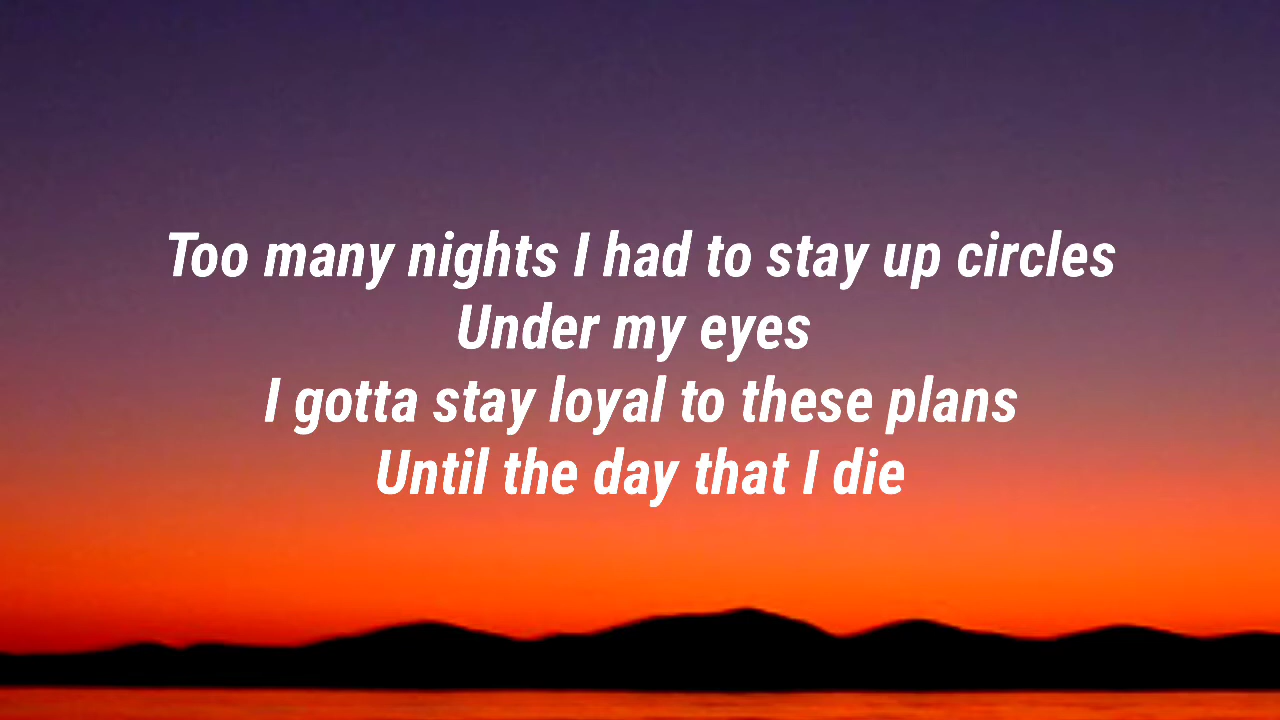 Too many nights I had to stay up circles
Under my eyes
I gotta stay loyal to these plans
Until the day that I die